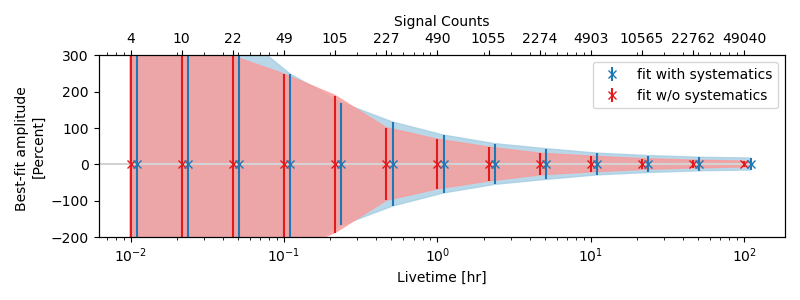 Signal Counts
4 10 22 49 105 227 490 1055 2274 4903 10565 22762 49040
300
200
100
0
−100
−200
Best-fit amplitude
[Percent]
fit with systematics
fit w/o systematics
10⁻² 10⁻¹ 10⁰ 10¹ 10²
Livetime [hr]